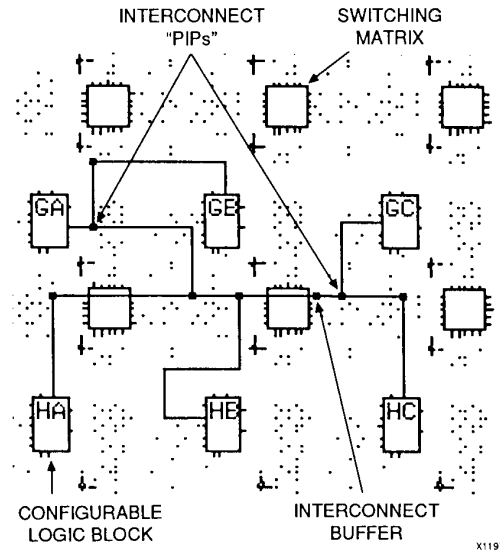 INTERCONNECT
"PIPs"
SWITCHING
MATRIX
GA
GB
GC
HA
HB
HC
CONFIGURABLE
LOGIC BLOCK
INTERCONNECT
BUFFER
X119